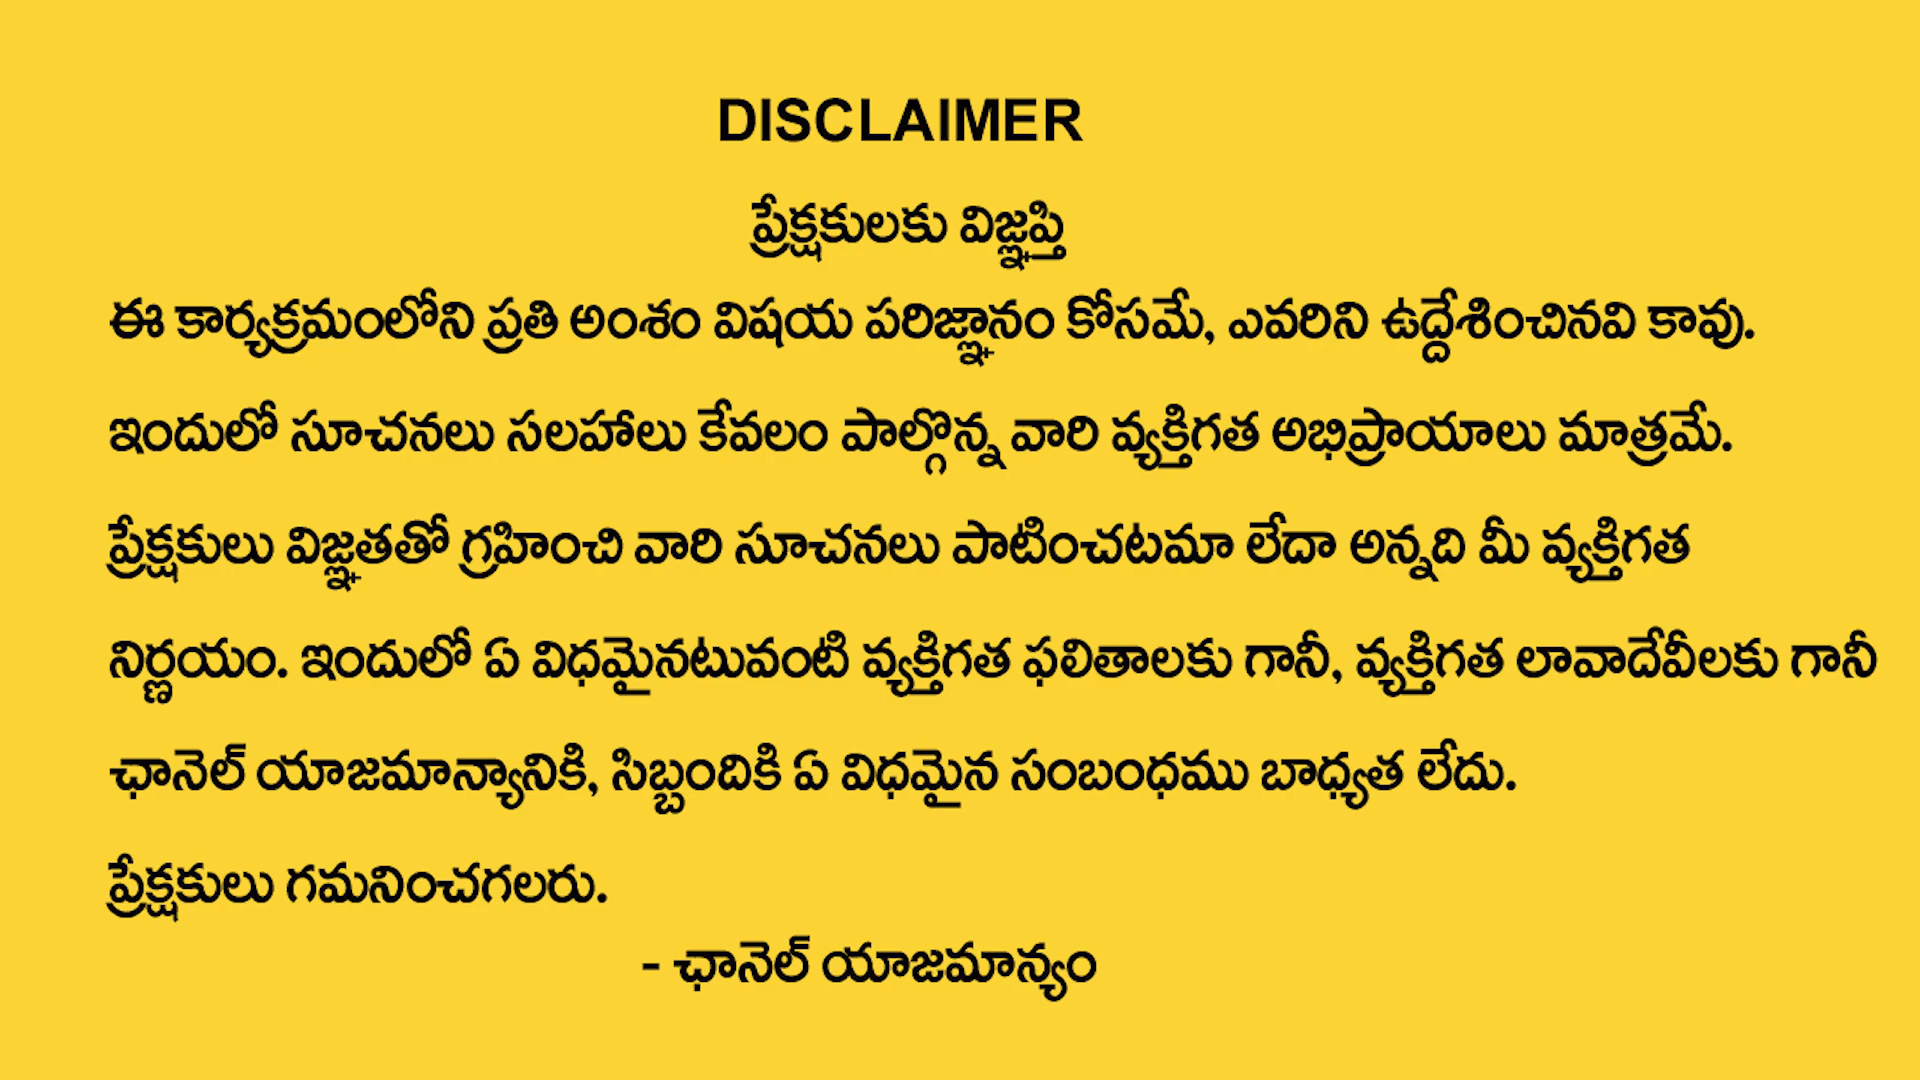 DISCLAIMER
ప్రేక్షకులకు విజ్ఞప్తి
ఈ కార్యక్రమంలోని ప్రతి అంశం విషయ పరిజ్ఞానం కోసమే, ఎవరిని ఉద్దేశించినవి కావు.
ఇందులో సూచనలు సలహాలు కేవలం పాల్గొన్న వారి వ్యక్తిగత అభిప్రాయాలు మాత్రమే.
ప్రేక్షకులు విజ్ఞతతో గ్రహించి వారి సూచనలు పాటించటమా లేదా అన్నది మీ వ్యక్తిగత
నిర్ణయం. ఇందులో ఏ విధమైనటువంటి వ్యక్తిగత ఫలితాలకు గానీ, వ్యక్తిగత లావాదేవీలకు గానీ
ఛానెల్ యాజమాన్యానికి, సిబ్బందికి ఏ విధమైన సంబంధము బాధ్యత లేదు.
ప్రేక్షకులు గమనించగలరు.
- ఛానెల్ యాజమాన్యం